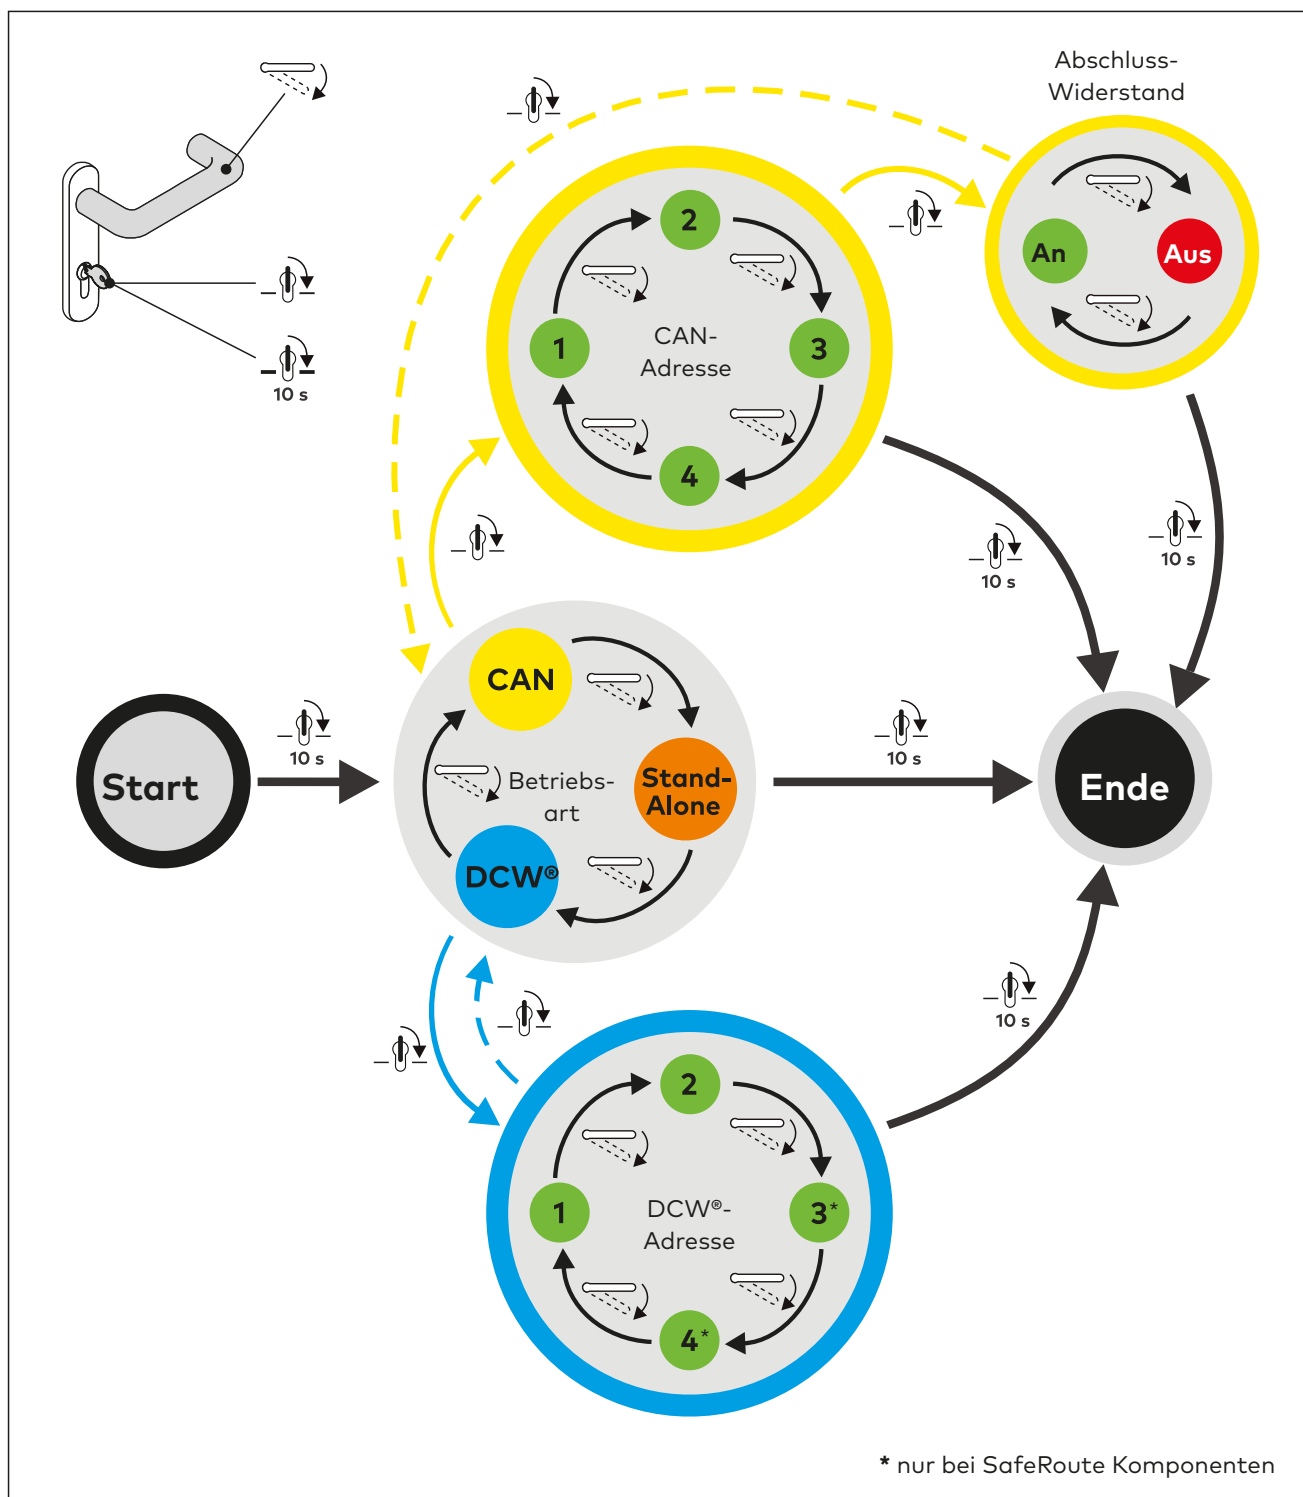 Abschluss-
Widerstand
2
An
Aus
1
CAN-
Adresse
3
10 s
4
10 s
10 s
CAN
Start
10 s
Betriebs-
art
Stand-
Alone
10 s
Ende
DCW®
10 s
2
1
DCW®-
Adresse
3*
4*
* nur bei SafeRoute Komponenten